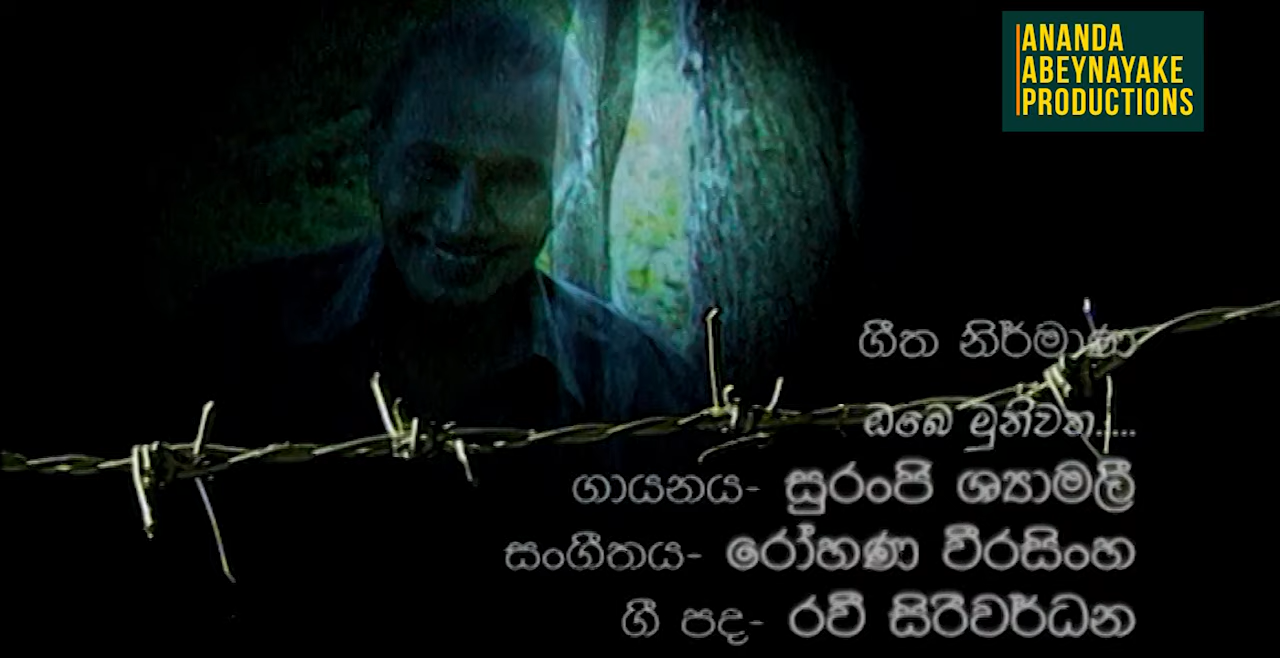 ANANDA
ABEYNAYAKE
PRODUCTIONS
ගීත නිර්මාණ
ඔබෙ මුනිවත.....
ගායනය- සුරංජි ශ්‍යාමලී
සංගීතය- රෝහණ වීරසිංහ
ගී පද- රවී සිරිවර්ධන